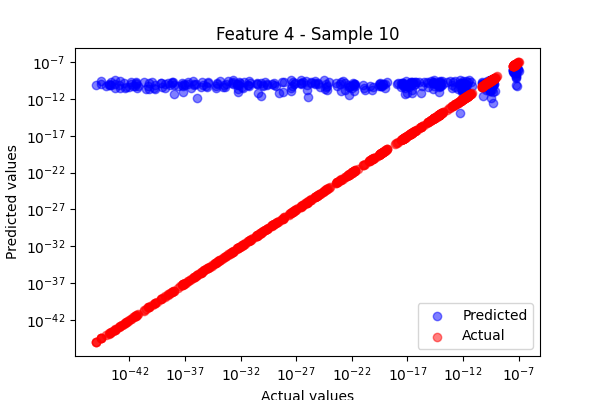 Feature 4 - Sample 10
Predicted values
10⁻⁷
10⁻¹²
10⁻¹⁷
10⁻²²
10⁻²⁷
10⁻³²
10⁻³⁷
10⁻⁴²
Predicted
Actual
10⁻⁴² 10⁻³⁷ 10⁻³² 10⁻²⁷ 10⁻²² 10⁻¹⁷ 10⁻¹² 10⁻⁷
Actual values